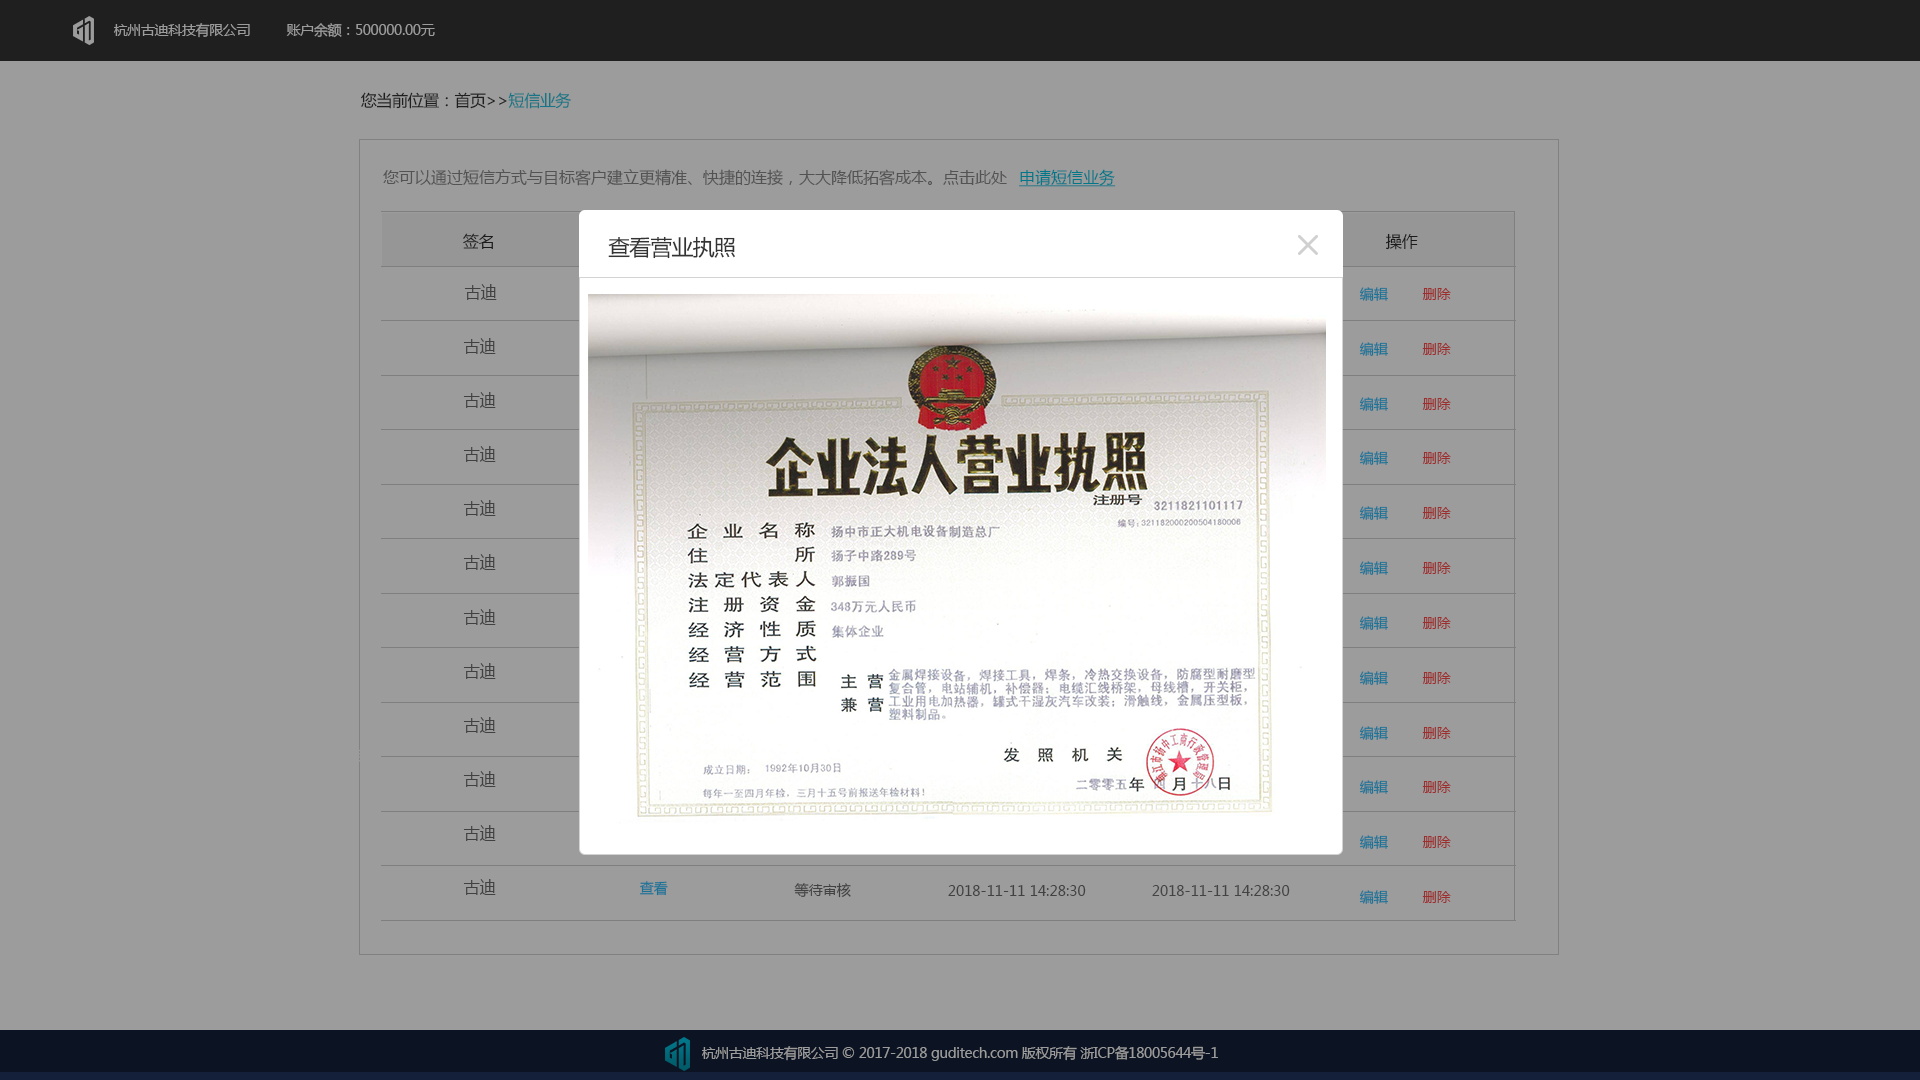 杭州古迪科技有限公司 账户余额：500000.00元
您当前位置：首页>>短信业务
您可以通过短信方式与目标客户建立更精准、快捷的连接，大大降低拓客成本。点击此处 申请短信业务
签名 操作
古迪 编辑 删除
古迪 编辑 删除
古迪 编辑 删除
古迪 编辑 删除
古迪 编辑 删除
古迪 编辑 删除
古迪 编辑 删除
古迪 编辑 删除
古迪 编辑 删除
古迪 编辑 删除
古迪 编辑 删除
古迪 查看 等待审核 2018-11-11 14:28:30 2018-11-11 14:28:30 编辑 删除
查看营业执照
企业法人营业执照
注册号 3211821101117
编号：321182000200504180006
企业名称 扬中市正大机电设备制造总厂
住所 扬子中路289号
法定代表人 郭振国
注册资金 348万元人民币
经济性质 集体企业
经营方式
经营范围
主营 金属焊接设备，焊接工具，焊条，冷热交换设备，防腐型耐磨型
复合管，电站辅机，补偿器；电缆汇线桥架，母线槽，开关柜，
兼营 工业用电加热器，罐式干湿灰汽车改装；滑触线，金属压型板，
塑料制品。
发照机关
成立日期： 1992年10月30日
二零零五年 月十八日
每年一至四月年检，三月十五号前报送年检材料！
杭州古迪科技有限公司 © 2017-2018 guditech.com 版权所有 浙ICP备18005644号-1